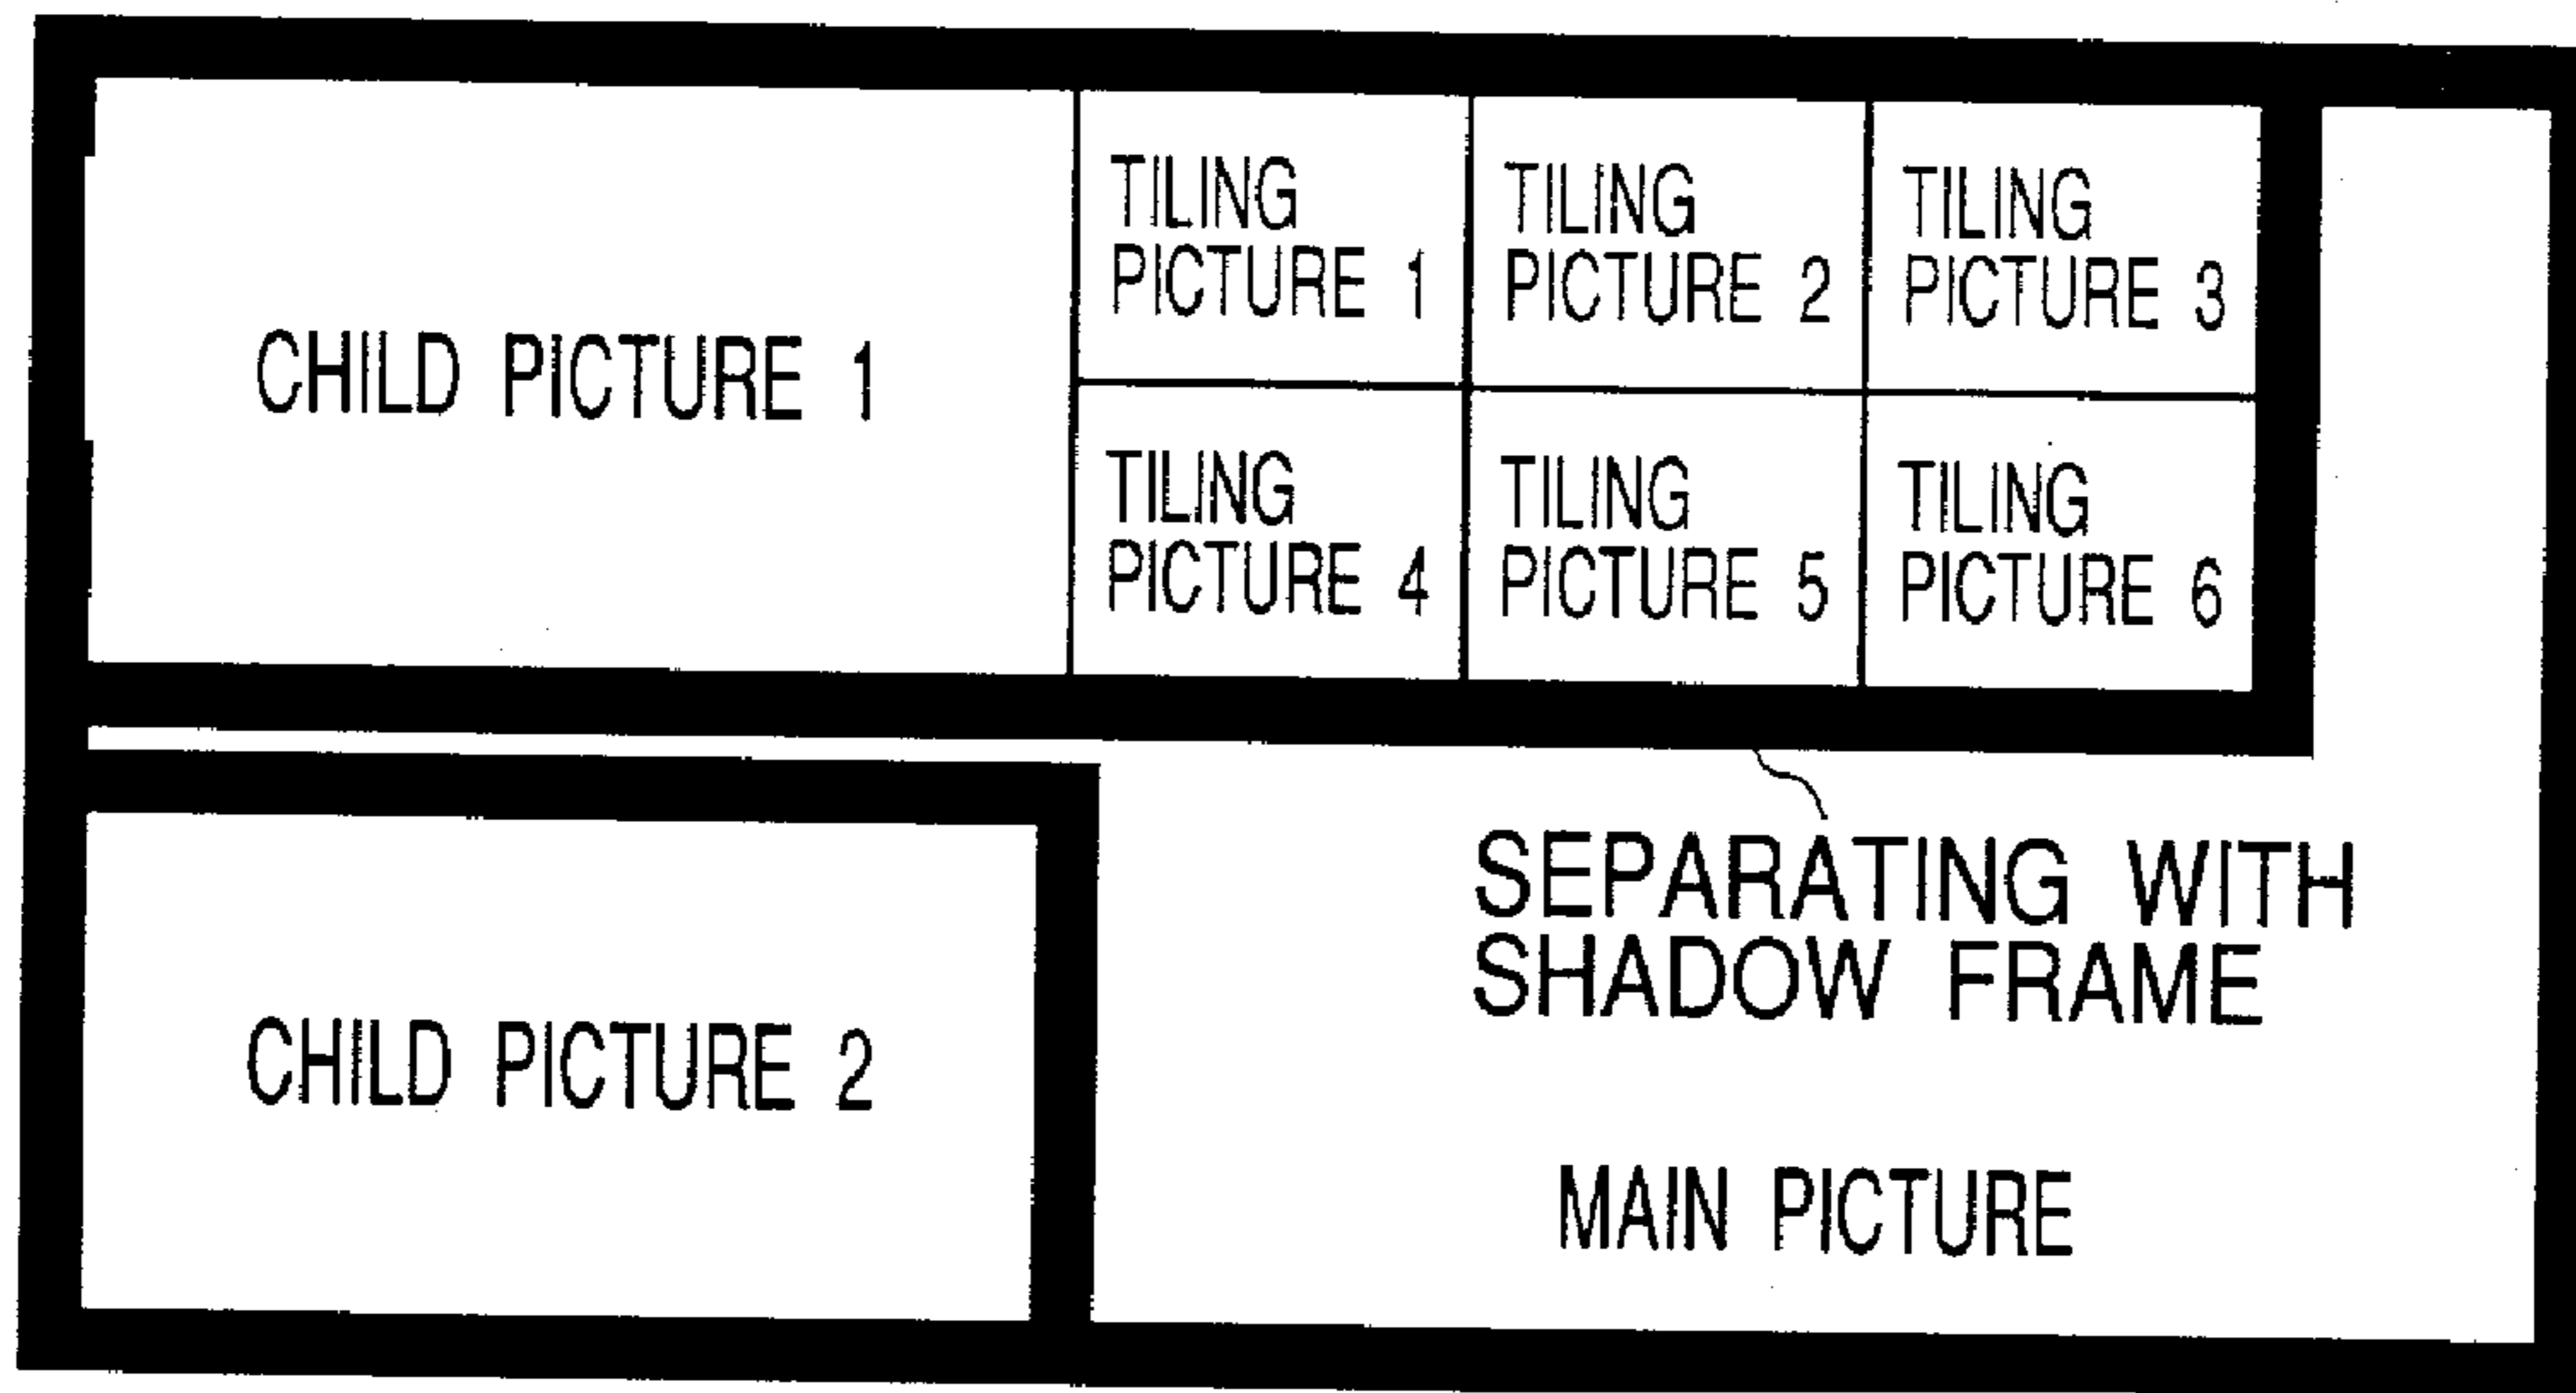 CHILD PICTURE 1
TILING
PICTURE 1
TILING
PICTURE 2
TILING
PICTURE 3
TILING
PICTURE 4
TILING
PICTURE 5
TILING
PICTURE 6
SEPARATING WITH
SHADOW FRAME
CHILD PICTURE 2
MAIN PICTURE